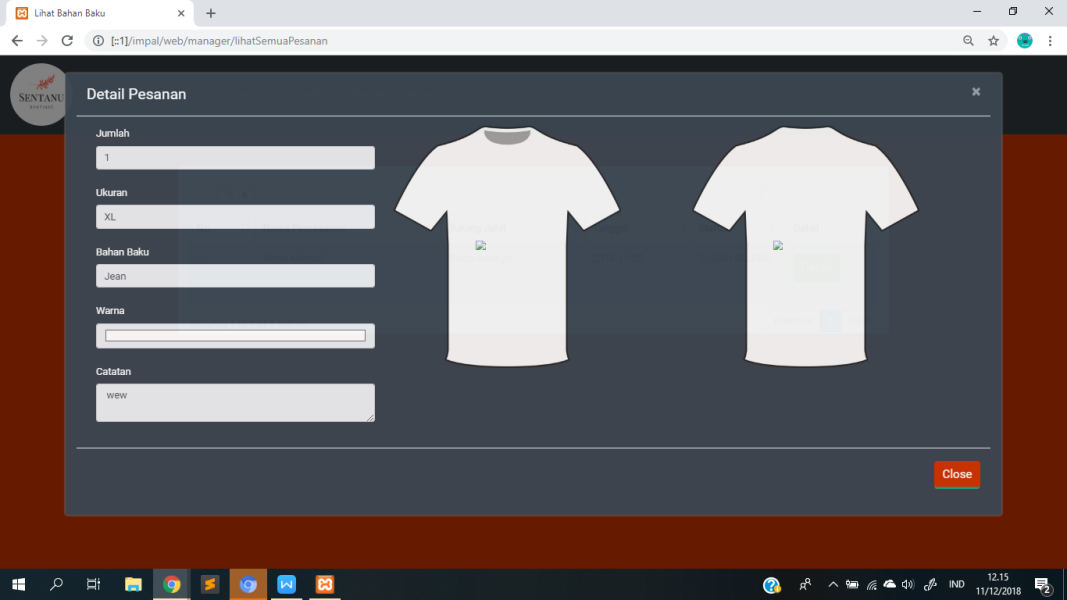 Lihat Bahan Baku
[::1]/impal/web/manager/lihatSemuaPesanan
SENTANU
Detail Pesanan
Jumlah
1
Ukuran
XL
Bahan Baku
Jean
Warna
Catatan
wew
Close
IND
12.15
11/12/2018
2